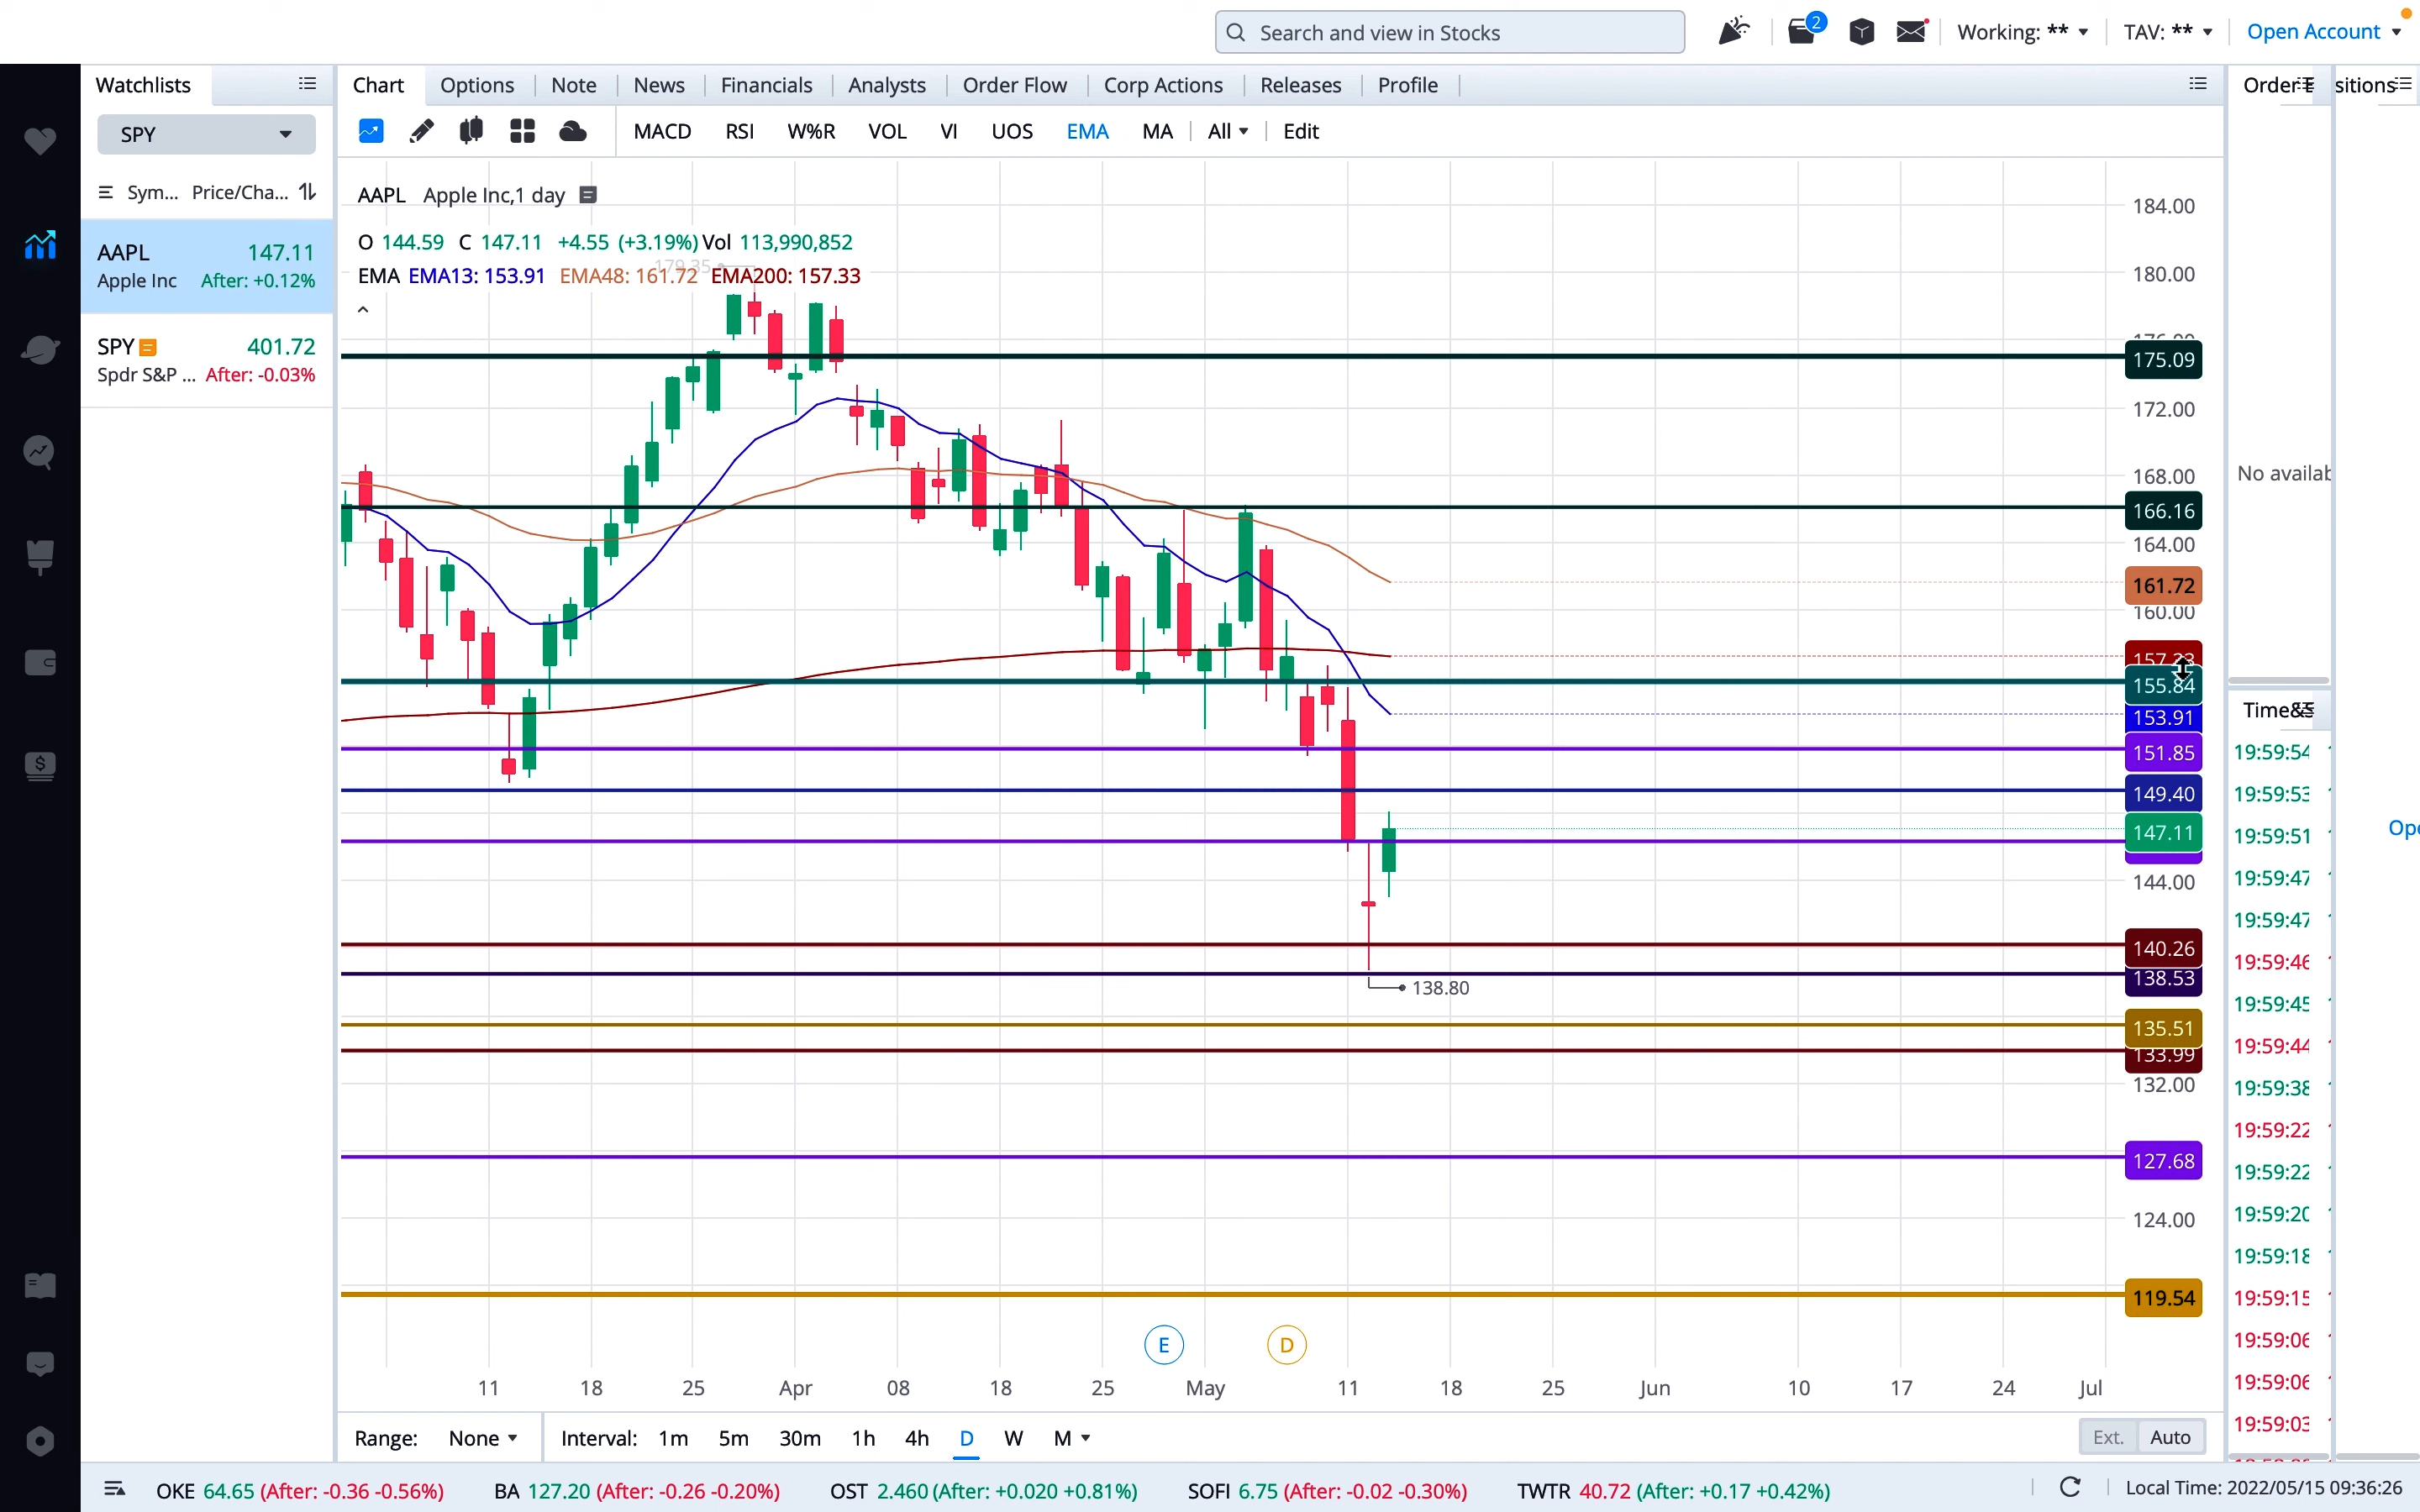 Search and view in Stocks
2
Working: **
TAV: **
Open Account
Watchlists
Chart
Options
Note
News
Financials
Analysts
Order Flow
Corp Actions
Releases
Profile
SPY
MACD
RSI
W%R
VOL
VI
UOS
EMA
MA
All
Edit
Sym... Price/Cha...
AAPL 147.11
Apple Inc After: +0.12%
SPY 401.72
Spdr S&P ... After: -0.03%
AAPL Apple Inc,1 day
O 144.59 C 147.11 +4.55 (+3.19%) Vol 113,990,852
EMA EMA13: 153.91 EMA48: 161.72 EMA200: 157.33
179.35
184.00
180.00
175.09
172.00
168.00
166.16
164.00
161.72
160.00
157.33
155.84
153.91
151.85
149.40
147.11
144.00
140.26
138.53
138.80
135.51
133.99
132.00
127.68
124.00
119.54
E
D
11 18 25 Apr 08 18 25 May 11 18 25 Jun 10 17 24 Jul
Range: None Interval: 1m 5m 30m 1h 4h D W M
Ext. Auto
Order
sitions
No availab
Time&S
19:59:54
19:59:53
19:59:51
19:59:47
19:59:47
19:59:46
19:59:45
19:59:44
19:59:38
19:59:22
19:59:22
19:59:20
19:59:18
19:59:15
19:59:06
19:59:06
19:59:03
Ope
OKE 64.65 (After: -0.36 -0.56%) BA 127.20 (After: -0.26 -0.20%) OST 2.460 (After: +0.020 +0.81%) SOFI 6.75 (After: -0.02 -0.30%) TWTR 40.72 (After: +0.17 +0.42%)
Local Time: 2022/05/15 09:36:26